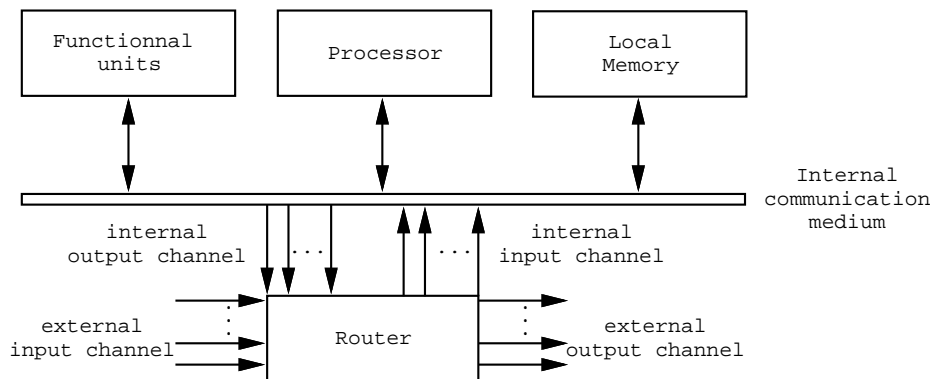 Functionnal
units
Processor
Local
Memory
Internal
communication
medium
internal
output channel
...
...
internal
input channel
external
input channel
Router
external
output channel